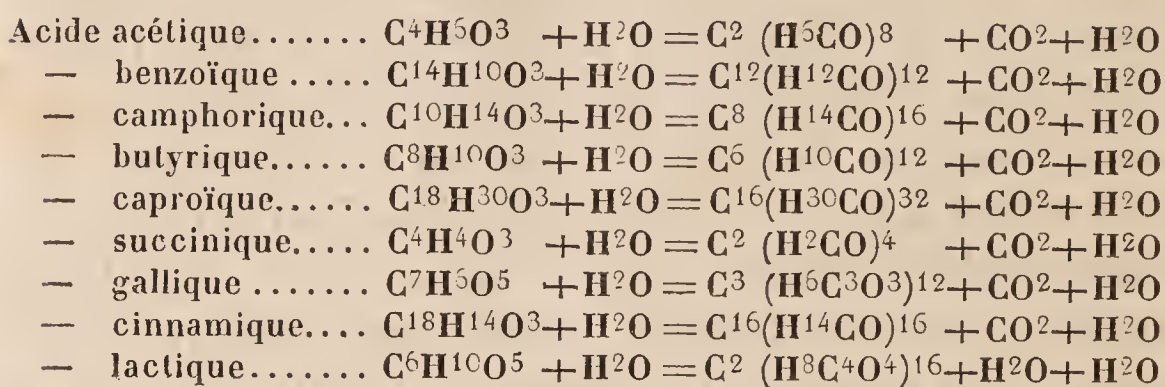 Acide acétique....... C⁴H⁶O³ +H²O=C² (H⁶CO)⁸ +CO²+H²O
— benzoïque ..... C¹⁴H¹⁰O³+H²O=C¹²(H¹²CO)¹² +CO²+H²O
— camphorique... C¹⁰H¹⁴O³+H²O=C⁸ (H¹⁴CO)¹⁶ +CO²+H²O
— butyrique...... C⁸H¹⁰O³ +H²O=C⁶ (H¹⁰CO)¹² +CO²+H²O
— caproïque...... C¹⁸H³⁰O³+H²O=C¹⁶(H³⁰CO)³² +CO²+H²O
— succinique..... C⁴H⁴O³ +H²O=C² (H²CO)⁴ +CO²+H²O
— gallique ....... C⁷H⁶O⁵ +H²O=C³ (H⁶C³O³)¹²+CO²+H²O
— cinnamique.... C¹⁸H¹⁴O³+H²O=C¹⁶(H¹⁴CO)¹⁶ +CO²+H²O
— lactique....... C⁶H¹⁰O⁵ +H²O=C² (H⁸C⁴O⁴)¹⁶+H²O+H²O